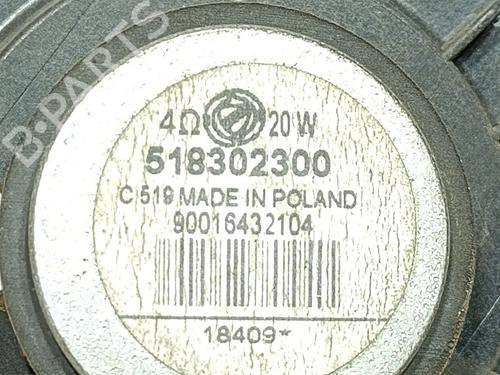 4Ω 20 W
518302300
C 519 MADE IN POLAND
90016432104
18409*
B-PARTS